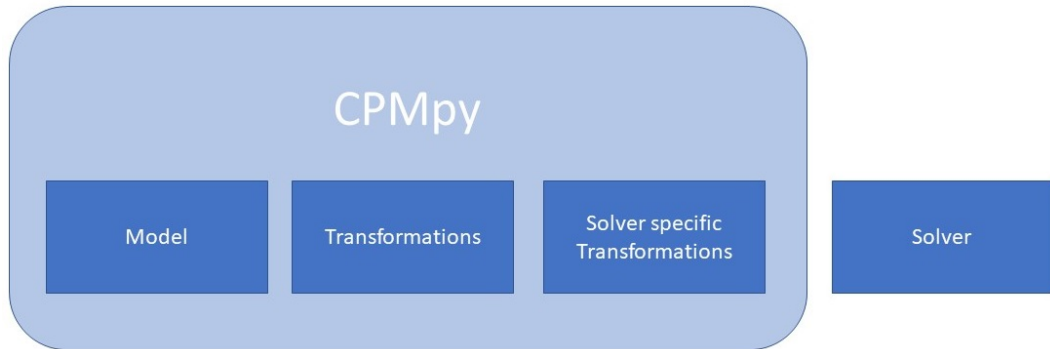 CPMpy
Model
Transformations
Solver specific
Transformations
Solver